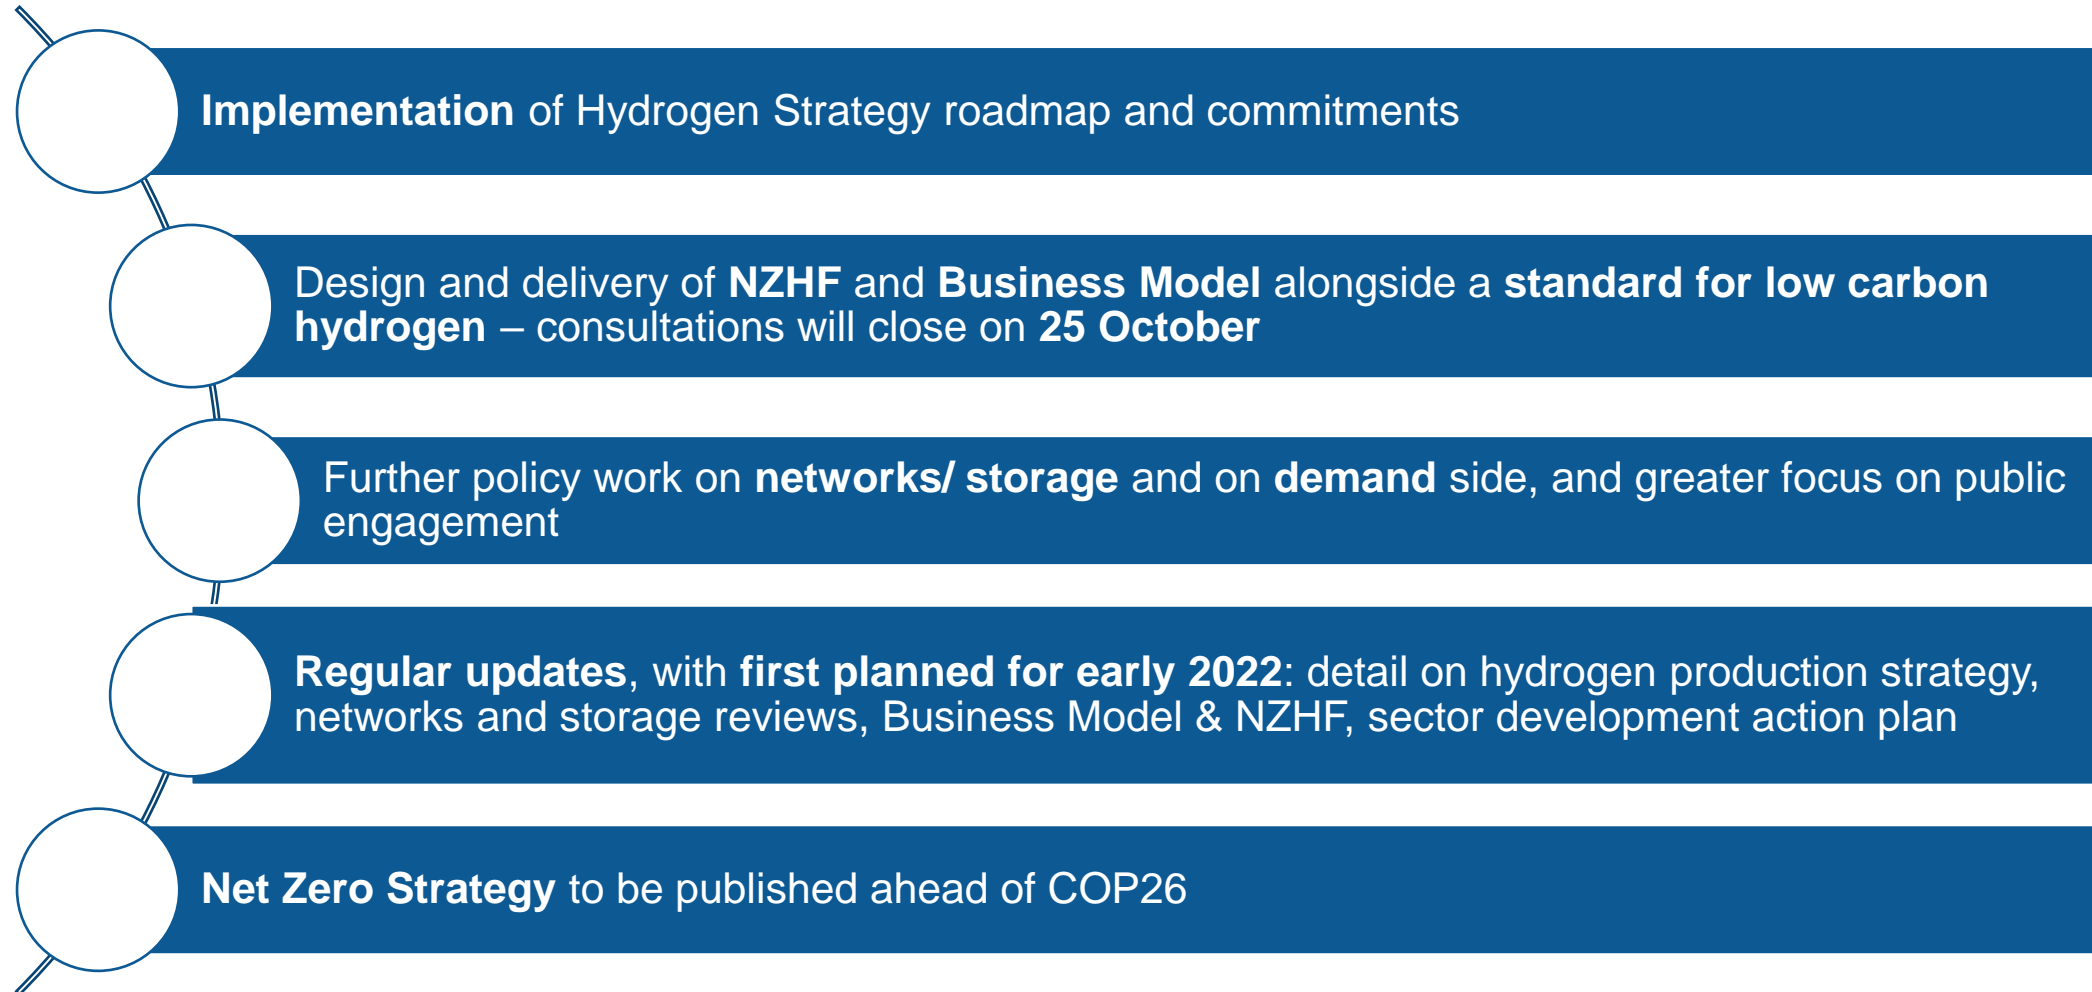 Implementation of Hydrogen Strategy roadmap and commitments
Design and delivery of NZHF and Business Model alongside a standard for low carbon
hydrogen – consultations will close on 25 October
Further policy work on networks/ storage and on demand side, and greater focus on public
engagement
Regular updates, with first planned for early 2022: detail on hydrogen production strategy,
networks and storage reviews, Business Model & NZHF, sector development action plan
Net Zero Strategy to be published ahead of COP26